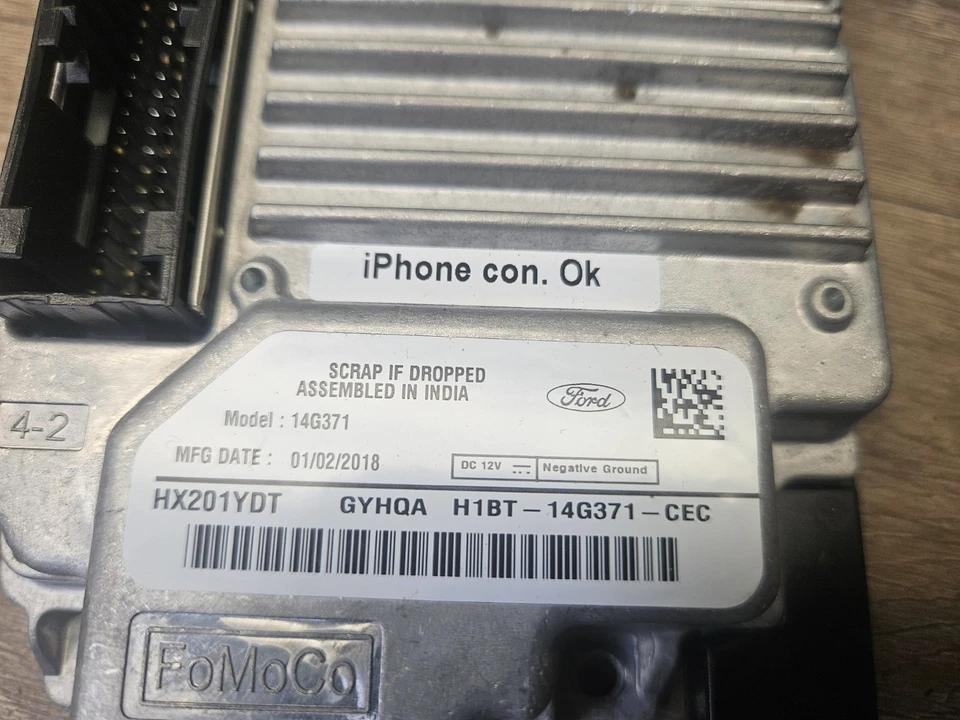 iPhone con. Ok
SCRAP IF DROPPED
ASSEMBLED IN INDIA
Ford
Model : 14G371
4-2
MFG DATE : 01/02/2018
DC 12V
Negative Ground
HX201YDT GYHQA H1BT-14G371-CEC
FoMoCo